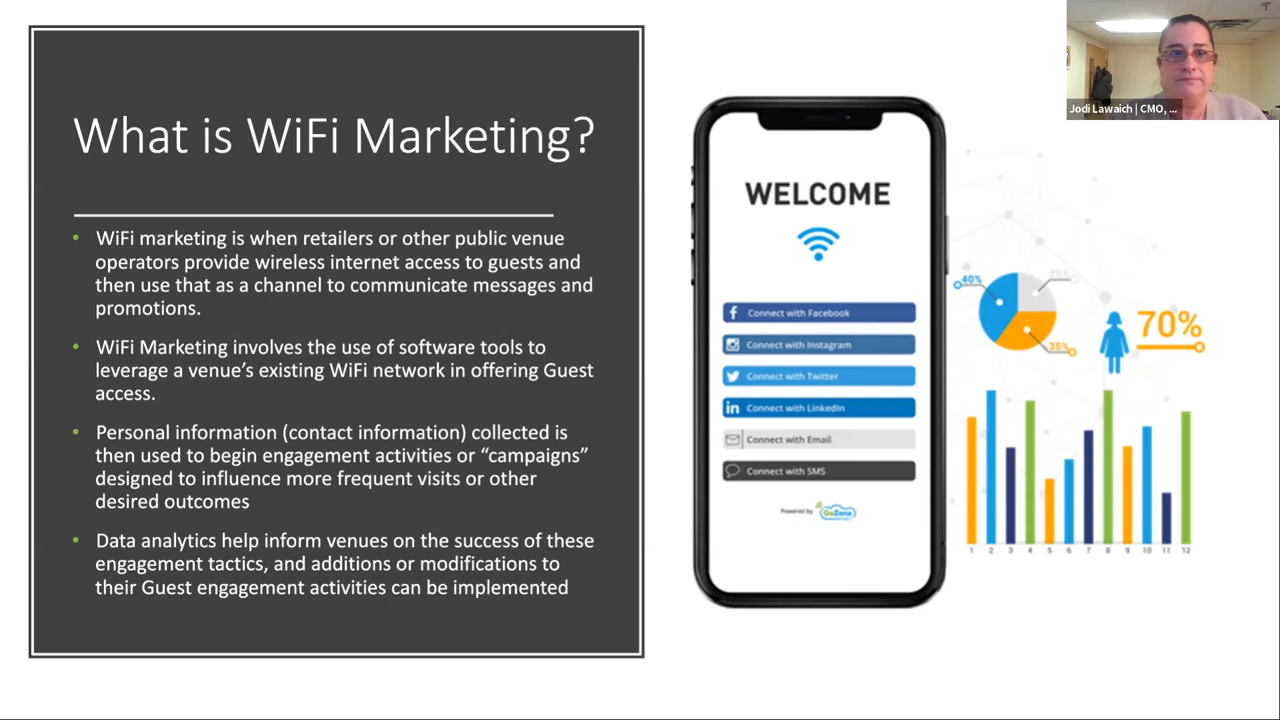 What is WiFi Marketing?
• WiFi marketing is when retailers or other public venue
operators provide wireless internet access to guests and
then use that as a channel to communicate messages and
promotions.
• WiFi Marketing involves the use of software tools to
leverage a venue’s existing WiFi network in offering Guest
access.
• Personal information (contact information) collected is
then used to begin engagement activities or “campaigns”
designed to influence more frequent visits or other
desired outcomes
• Data analytics help inform venues on the success of these
engagement tactics, and additions or modifications to
their Guest engagement activities can be implemented
WELCOME
Connect with Facebook
Connect with Instagram
Connect with Twitter
Connect with LinkedIn
Connect with Email
Connect with SMS
Powered by GoZone
Jodi Lawaich | CMO, ...
40%
25%
35%
70%
1 2 3 4 5 6 7 8 9 10 11 12